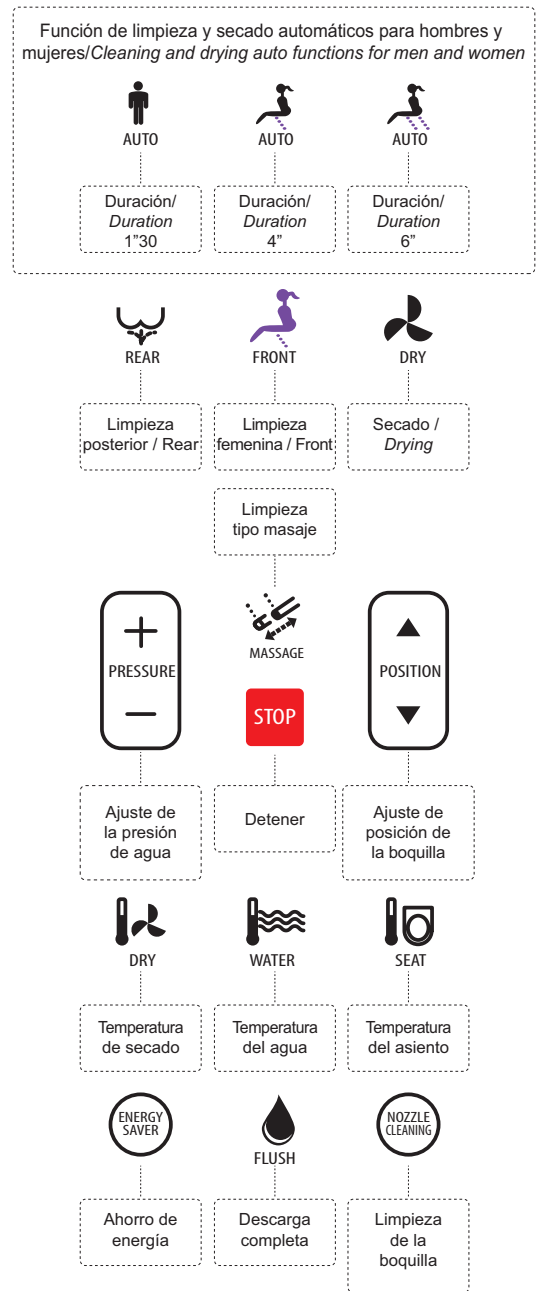 Función de limpieza y secado automáticos para hombres y
mujeres/Cleaning and drying auto functions for men and women
AUTO
AUTO
AUTO
Duración/
Duration
1”30
Duración/
Duration
4”
Duración/
Duration
6”
REAR
FRONT
DRY
Limpieza
posterior / Rear
Limpieza
femenina / Front
Secado /
Drying
Limpieza
tipo masaje
+
PRESSURE
−
MASSAGE
STOP
POSITION
Ajuste de
la presión
de agua
Detener
Ajuste de
posición de
la boquilla
DRY
WATER
SEAT
Temperatura
de secado
Temperatura
del agua
Temperatura
del asiento
ENERGY
SAVER
FLUSH
NOZZLE
CLEANING
Ahorro de
energía
Descarga
completa
Limpieza
de la
boquilla